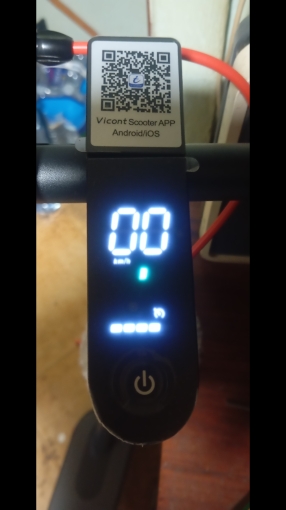 Vicont Scooter APP
Android/iOS
00
km/h